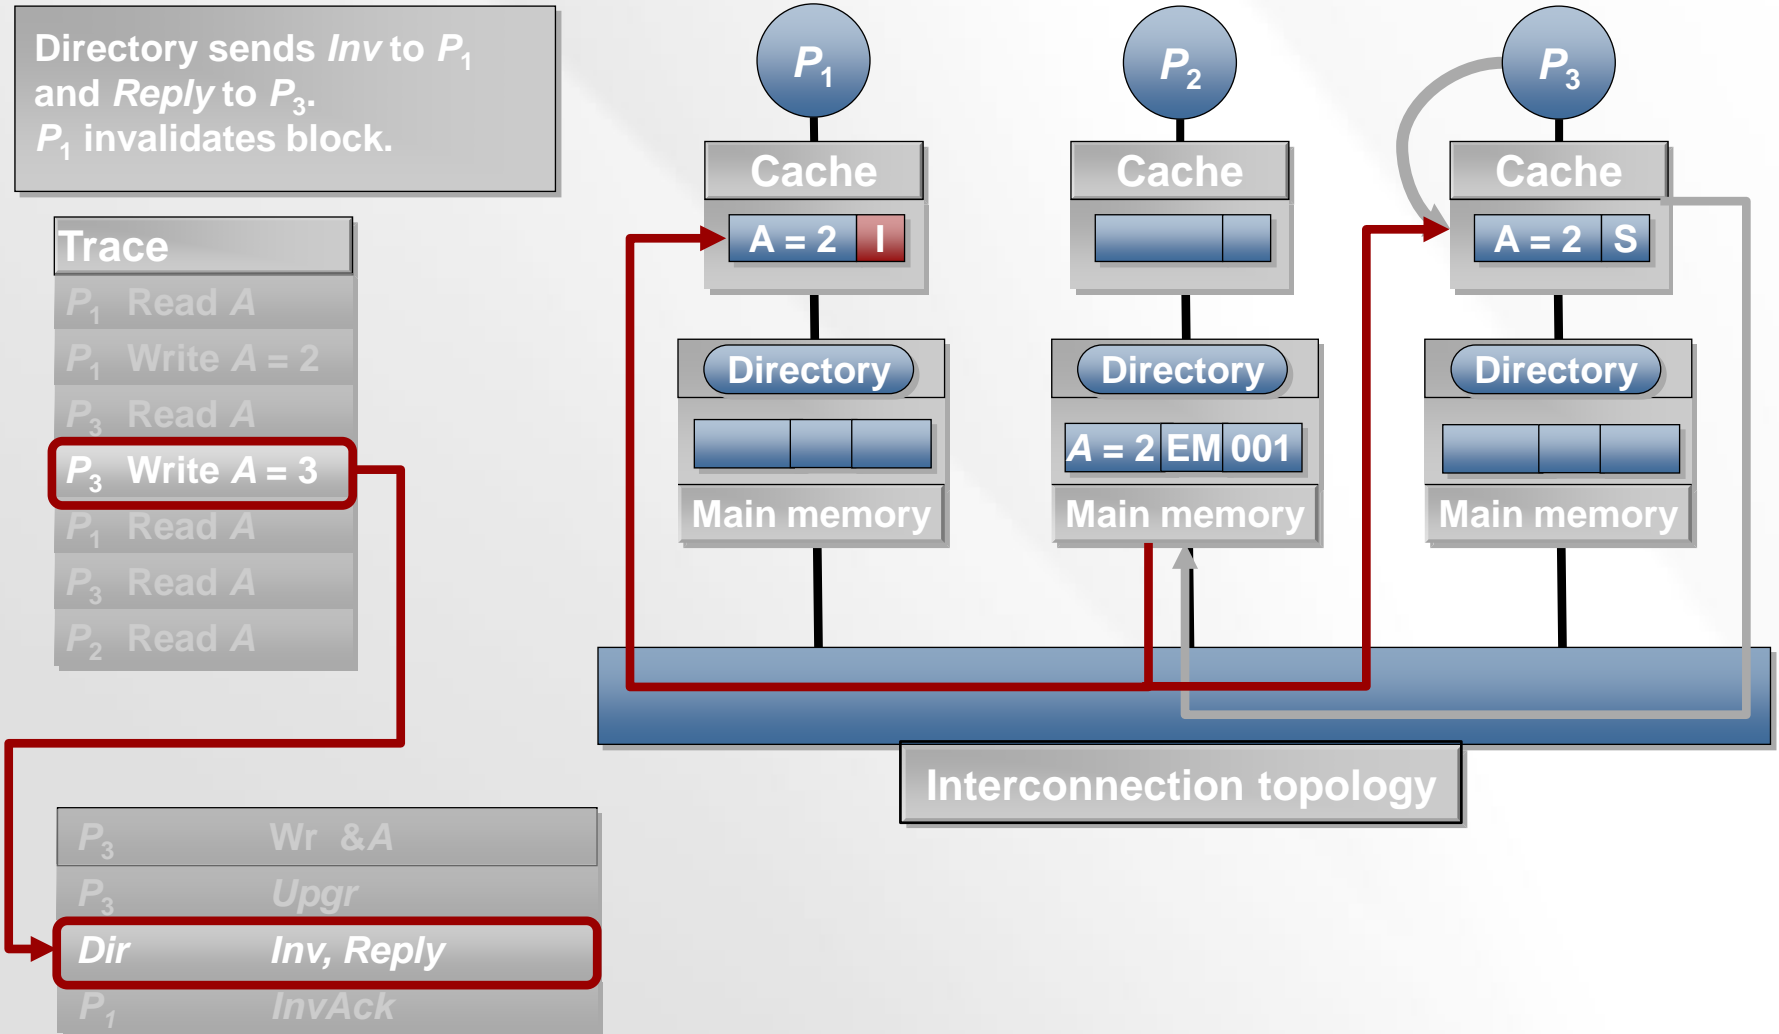 Directory sends Inv to P1
and Reply to P3.
P1 invalidates block.
P1
P2
P3
Cache
Cache
Cache
A = 2 I
A = 2 S
Trace
P1 Read A
P1 Write A = 2
P3 Read A
P3 Write A = 3
P1 Read A
P3 Read A
P2 Read A
Directory
Directory
Directory
A = 2 EM 001
Main memory
Main memory
Main memory
Interconnection topology
P3 Wr &A
P3 Upgr
Dir Inv, Reply
P1 InvAck